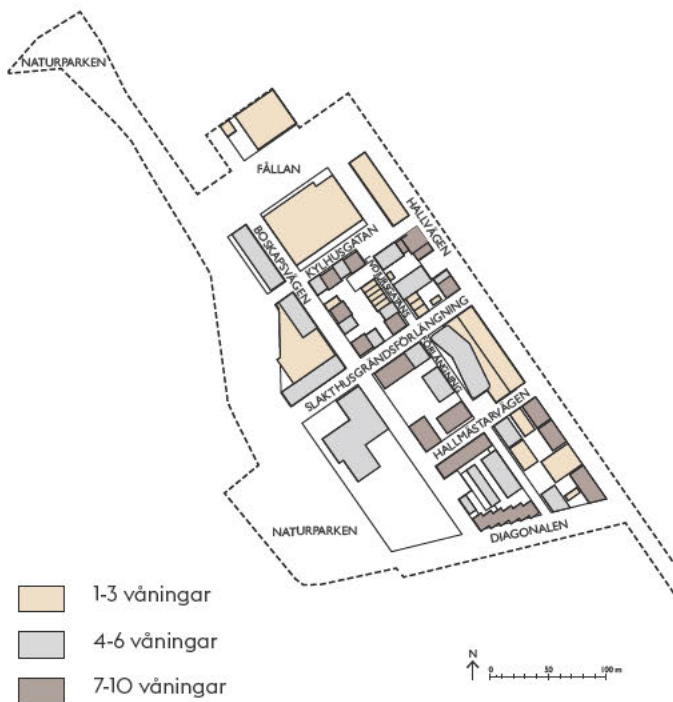 NATURPARKEN
FÅLLAN
BOSKAPSVÄGEN
KYLHUSGATAN
HALLVÄGEN
SLAKTHUSGRÄNDSFÖRLÄNGNING
FÖRLÄNGNING
HALLMÄSTARVÄGEN
NATURPARKEN
DIAGONALEN
1-3 våningar
4-6 våningar
7-10 våningar
N
0 50 100 m